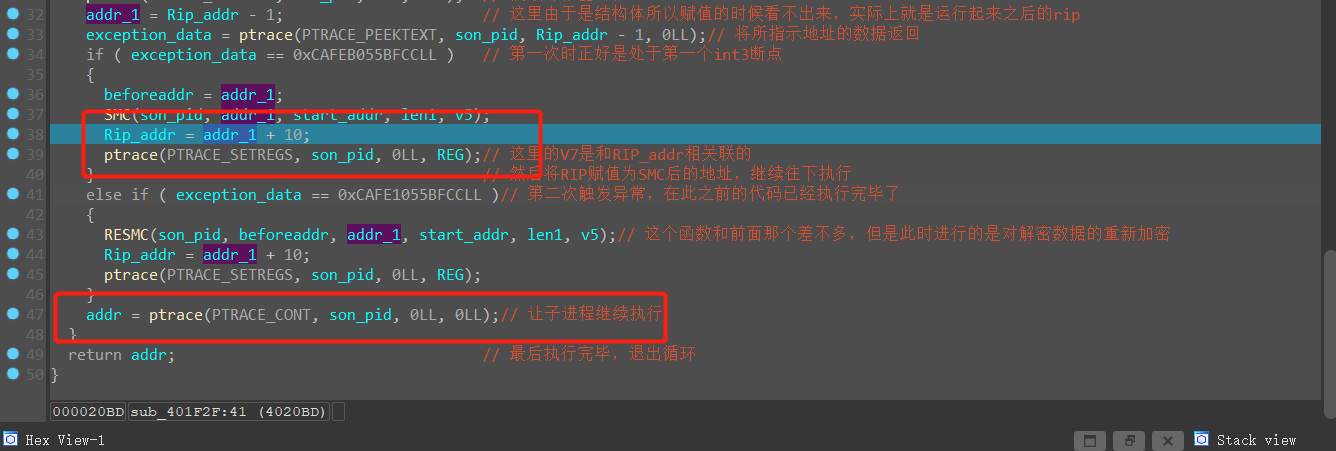 32 addr_1 = Rip_addr - 1; // 这里由于是结构体所以赋值的时候看不出来，实际上就是运行起来之后的rip
33 exception_data = ptrace(PTRACE_PEEKTEXT, son_pid, Rip_addr - 1, 0LL);// 将所指示地址的数据返回
34 if ( exception_data == 0xCAFEB055BFCCLL ) // 第一次时正好是处于第一个int3断点
35 {
36 beforeaddr = addr_1;
37 SMC(son_pid, addr_1, start_addr, len1, v5);
38 Rip_addr = addr_1 + 10;
39 ptrace(PTRACE_SETREGS, son_pid, 0LL, REG);// 这里的V7是和RIP_addr相关联的
40 } // 然后将RIP赋值为SMC后的地址，继续往下执行
41 else if ( exception_data == 0xCAFE1055BFCCLL )// 第二次触发异常，在此之前的代码已经执行完毕了
42 {
43 RESMC(son_pid, beforeaddr, addr_1, start_addr, len1, v5);// 这个函数和前面那个差不多，但是此时进行的是对解密数据的重新加密
44 Rip_addr = addr_1 + 10;
45 ptrace(PTRACE_SETREGS, son_pid, 0LL, REG);
46 }
47 addr = ptrace(PTRACE_CONT, son_pid, 0LL, 0LL);// 让子进程继续执行
48 }
49 return addr; // 最后执行完毕，退出循环
50 }
000020BD sub_401F2F:41 (4020BD)
Hex View-1 Stack view